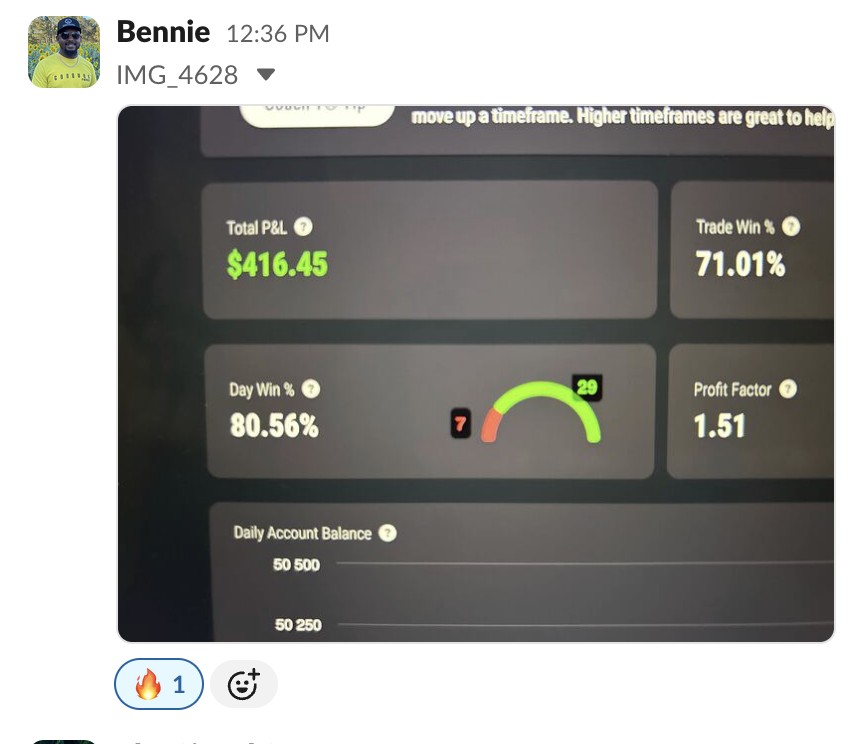 Bennie 12:36 PM
IMG_4628
move up a timeframe. Higher timeframes are great to help
Total P&L ?
$416.45
Trade Win % ?
71.01%
Day Win % ?
80.56%
7
29
Profit Factor ?
1.51
Daily Account Balance ?
50 500
50 250
1